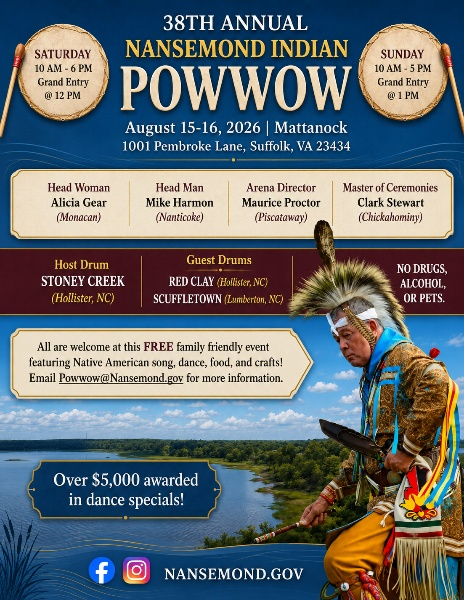 38TH ANNUAL
NANSEMOND INDIAN
POWWOW
August 15-16, 2026 | Mattanock
1001 Pembroke Lane, Suffolk, VA 23434
SATURDAY
10 AM - 6 PM
Grand Entry
@ 12 PM
SUNDAY
10 AM - 5 PM
Grand Entry
@ 1 PM
Head Woman
Alicia Gear
(Monacan)
Head Man
Mike Harmon
(Nanticoke)
Arena Director
Maurice Proctor
(Piscataway)
Master of Ceremonies
Clark Stewart
(Chickahominy)
Host Drum
STONEY CREEK
(Hollister, NC)
Guest Drums
RED CLAY (Hollister, NC)
SCUFFLETOWN (Lumberton, NC)
NO DRUGS,
ALCOHOL,
OR PETS.
All are welcome at this FREE family friendly event
featuring Native American song, dance, food, and crafts!
Email Powwow@Nansemond.gov for more information.
Over $5,000 awarded
in dance specials!
NANSEMOND.GOV